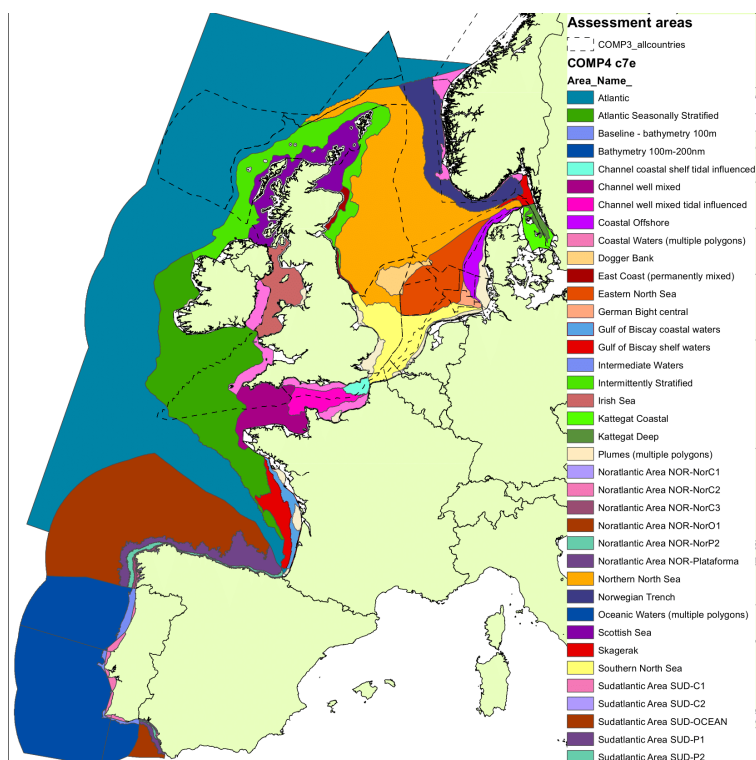 Assessment areas
COMP3_allcountries
COMP4 c7e
Area_Name_
Atlantic
Atlantic Seasonally Stratified
Baseline - bathymetry 100m
Bathymetry 100m-200nm
Channel coastal shelf tidal influenced
Channel well mixed
Channel well mixed tidal influenced
Coastal Offshore
Coastal Waters (multiple polygons)
Dogger Bank
East Coast (permanently mixed)
Eastern North Sea
German Bight central
Gulf of Biscay coastal waters
Gulf of Biscay shelf waters
Intermediate Waters
Intermittently Stratified
Irish Sea
Kattegat Coastal
Kattegat Deep
Plumes (multiple polygons)
Noratlantic Area NOR-NorC1
Noratlantic Area NOR-NorC2
Noratlantic Area NOR-NorC3
Noratlantic Area NOR-NorO1
Noratlantic Area NOR-NorP2
Noratlantic Area NOR-Plataforma
Northern North Sea
Norwegian Trench
Oceanic Waters (multiple polygons)
Scottish Sea
Skagerak
Southern North Sea
Sudatlantic Area SUD-C1
Sudatlantic Area SUD-C2
Sudatlantic Area SUD-OCEAN
Sudatlantic Area SUD-P1
Sudatlantic Area SUD-P2